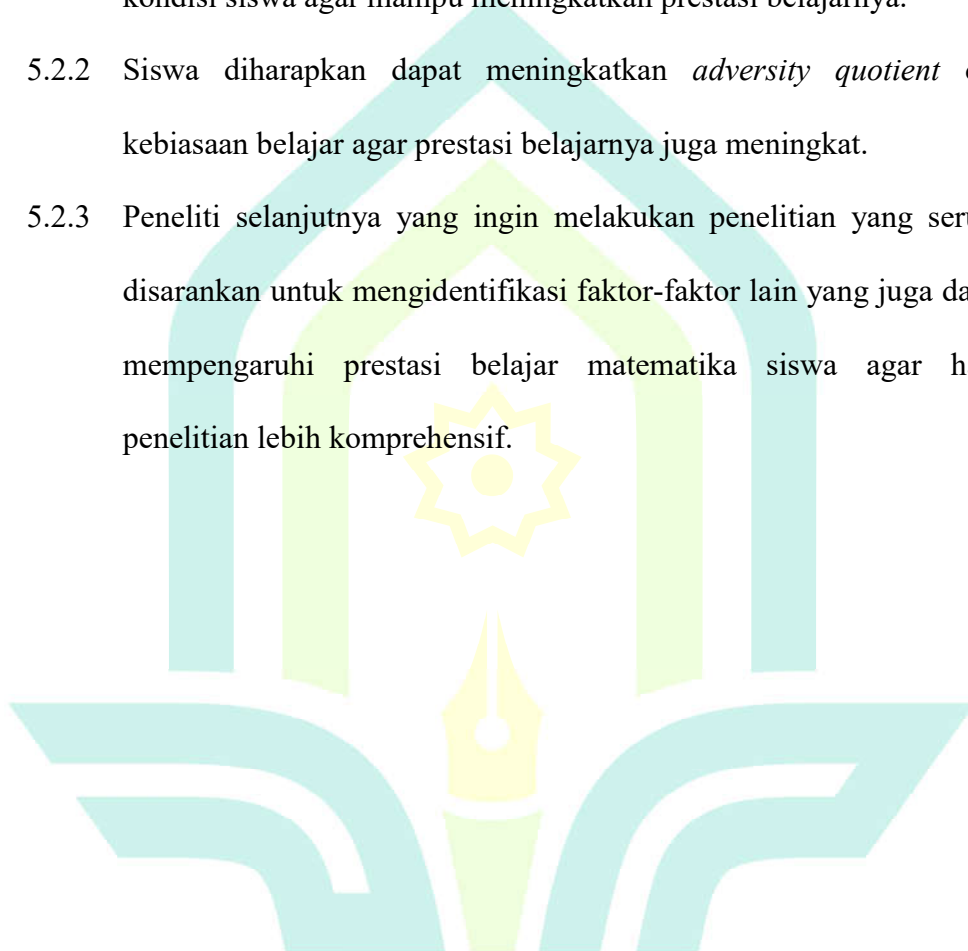 kondisi siswa agar mampu meningkatkan prestasi belajarnya.
5.2.2 Siswa diharapkan dapat meningkatkan adversity quotient
kebiasaan belajar agar prestasi belajarnya juga meningkat.
5.2.3 Peneliti selanjutnya yang ingin melakukan penelitian yang
disarankan untuk mengidentifikasi faktor-faktor lain yang juga
mempengaruhi prestasi belajar matematika siswa agar
penelitian lebih komprehensif.